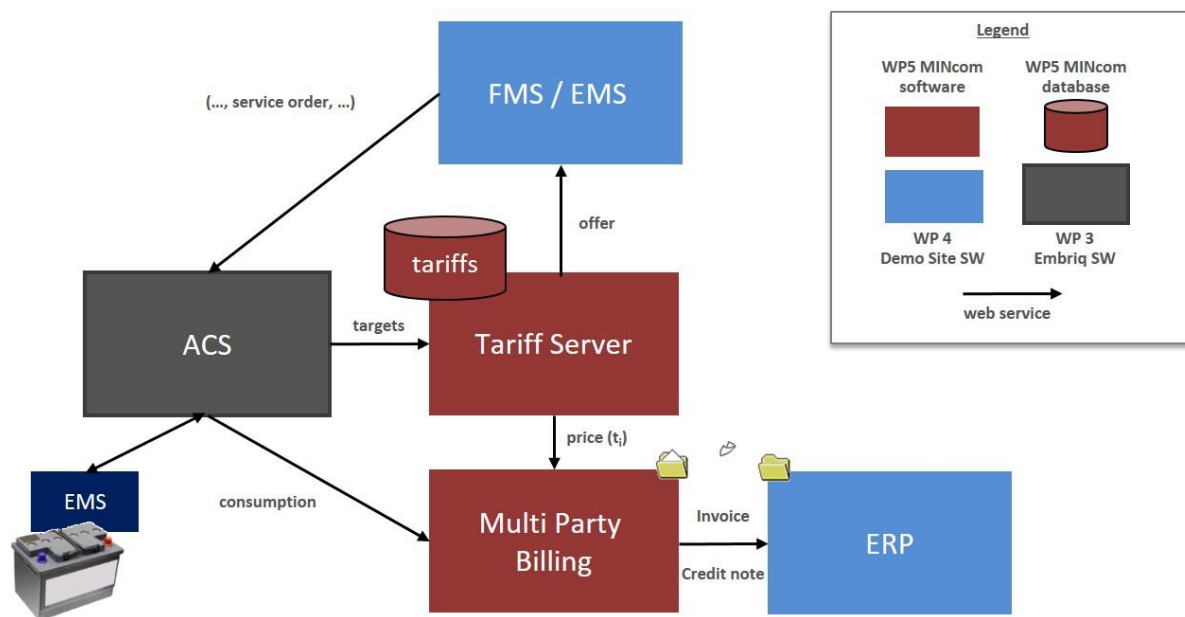 FMS / EMS
(..., service order, ...)
offer
tariffs
ACS
targets
Tariff Server
price (tᵢ)
EMS
consumption
Multi Party
Billing
Invoice
Credit note
ERP
Legend
WP5 MINcom
software
WP5 MINcom
database
WP 4
Demo Site SW
WP 3
Embriq SW
web service